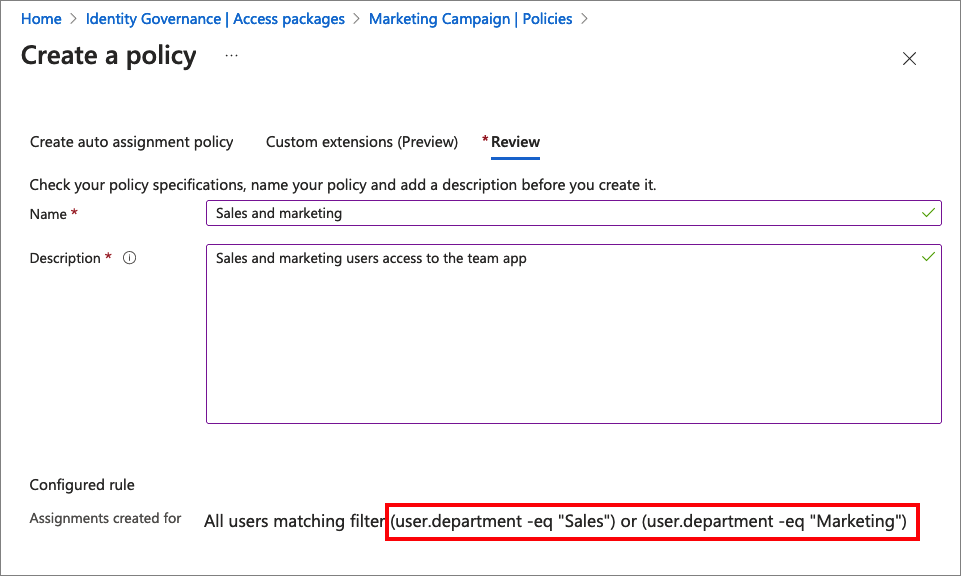 Home > Identity Governance | Access packages > Marketing Campaign | Policies >
Create a policy ...
Create auto assignment policy Custom extensions (Preview) * Review
Check your policy specifications, name your policy and add a description before you create it.
Name * Sales and marketing
Description * Sales and marketing users access to the team app
Configured rule
Assignments created for All users matching filter (user.department -eq "Sales") or (user.department -eq "Marketing")